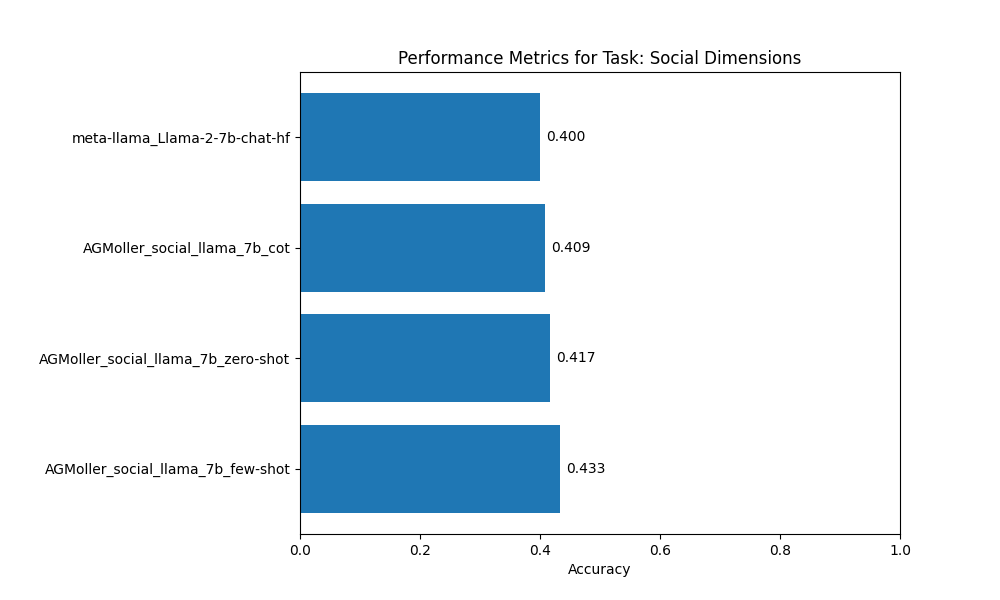 Performance Metrics for Task: Social Dimensions
meta-llama_Llama-2-7b-chat-hf
0.400
AGMoller_social_llama_7b_cot
0.409
AGMoller_social_llama_7b_zero-shot
0.417
AGMoller_social_llama_7b_few-shot
0.433
0.0 0.2 0.4 0.6 0.8 1.0
Accuracy